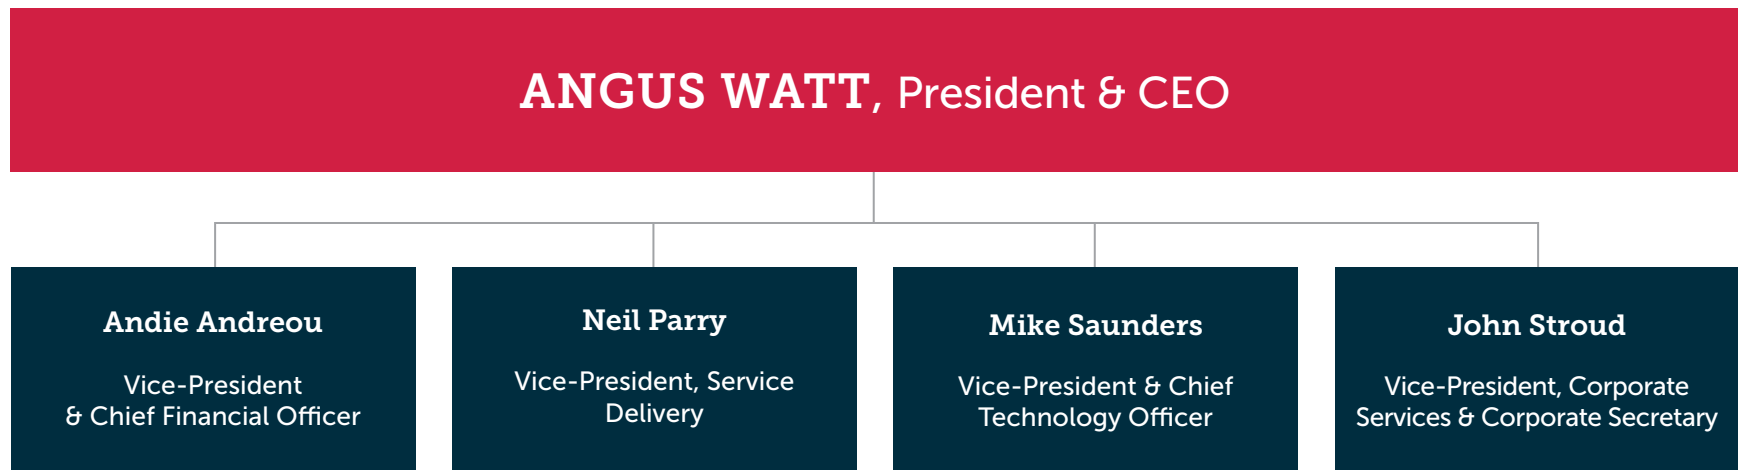 ANGUS WATT, President & CEO
Andie Andreou
Vice-President
& Chief Financial Officer
Neil Parry
Vice-President, Service
Delivery
Mike Saunders
Vice-President & Chief
Technology Officer
John Stroud
Vice-President, Corporate
Services & Corporate Secretary